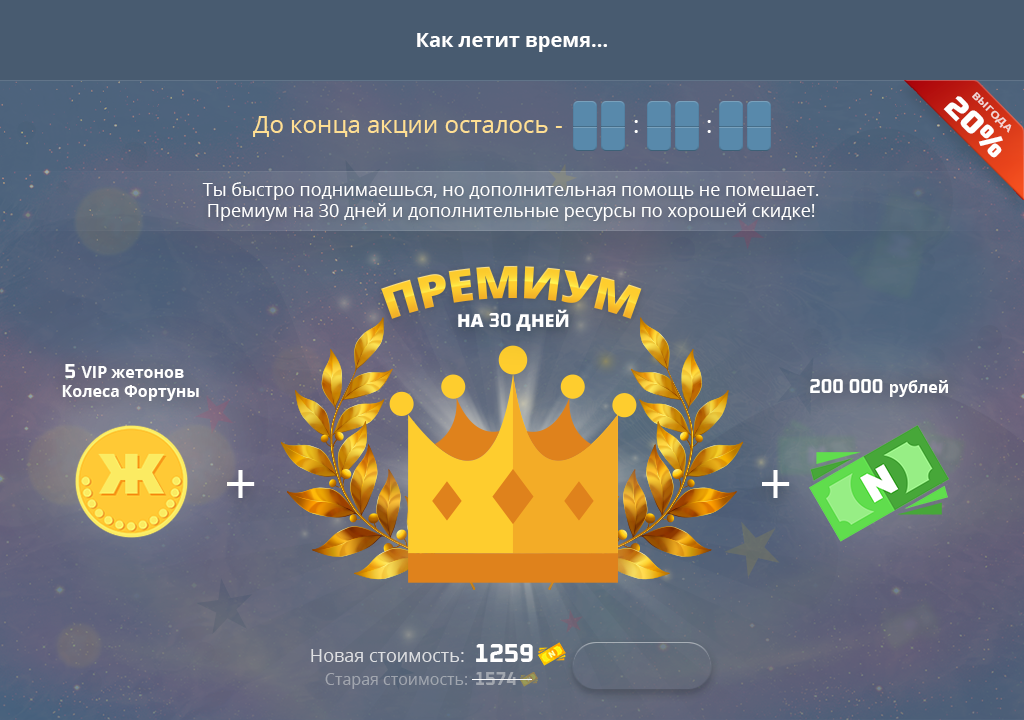 Как летит время...
До конца акции осталось - : :
ВЫГОДА
20%
Ты быстро поднимаешься, но дополнительная помощь не помешает.
Премиум на 30 дней и дополнительные ресурсы по хорошей скидке!
ПРЕМИУМ
НА 30 ДНЕЙ
5 VIP жетонов
Колеса Фортуны
200 000 рублей
Ж
+
+
N
Новая стоимость: 1259
Старая стоимость: 1574